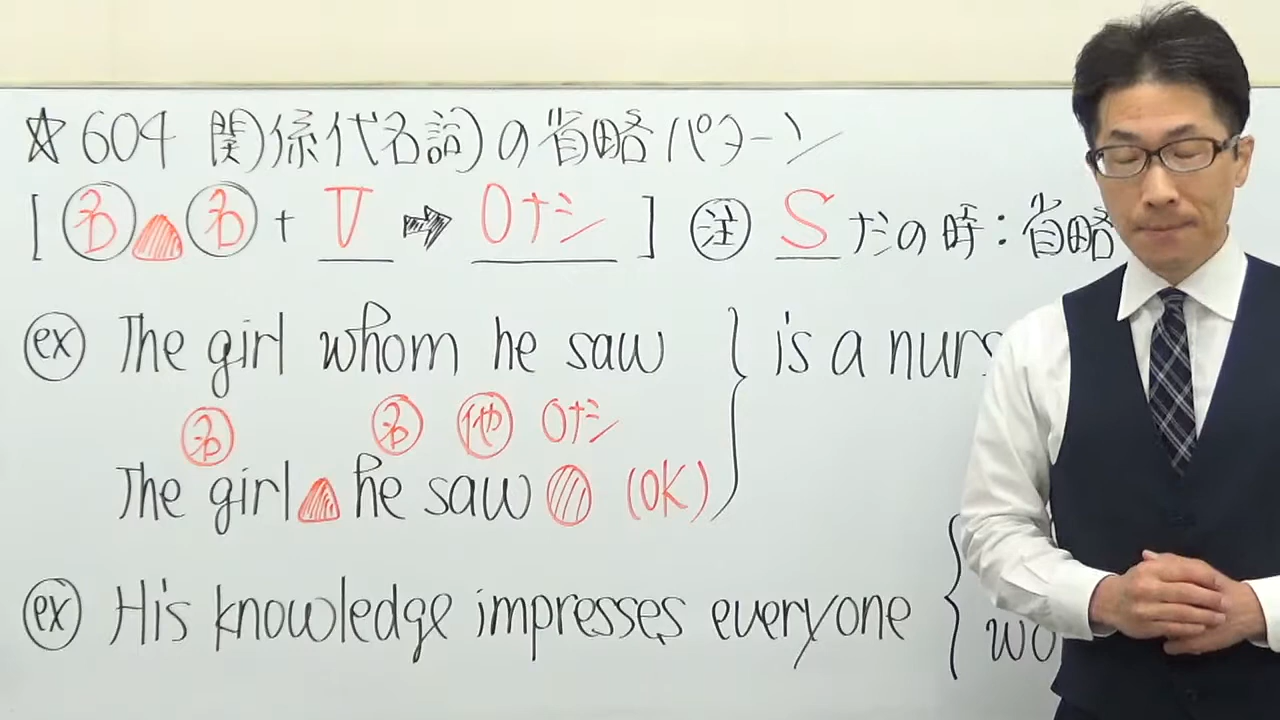 ☆604 関係代名詞の省略パターン
[名▲名+V➡Oナシ] 注 Sだの時:省略
ex The girl whom he saw } is a nurs
名 名 他 Oナシ
The girl▲he saw (OK)
ex His knowledge impresses everyone {
wo